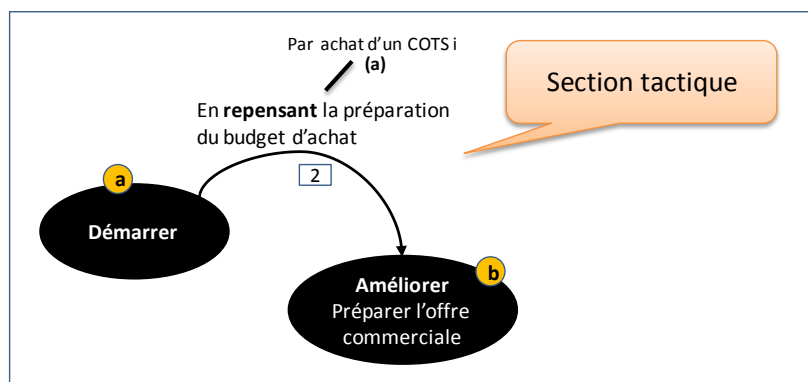 Par achat d'un COTS i
(a)
Section tactique
En repensant la préparation
du budget d'achat
a
2
Démarrer
b
Améliorer
Préparer l'offre
commerciale